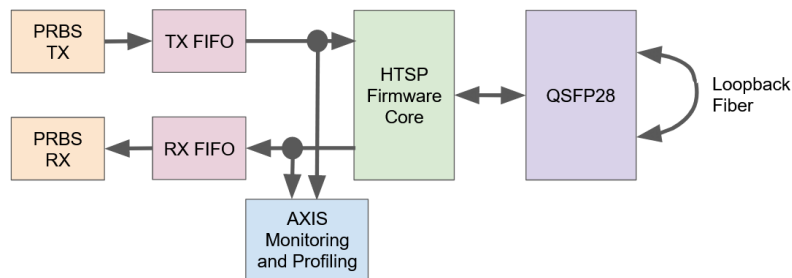 PRBS
TX
TX FIFO
HTSP
Firmware
Core
QSFP28
Loopback
Fiber
PRBS
RX
RX FIFO
AXIS
Monitoring
and Profiling